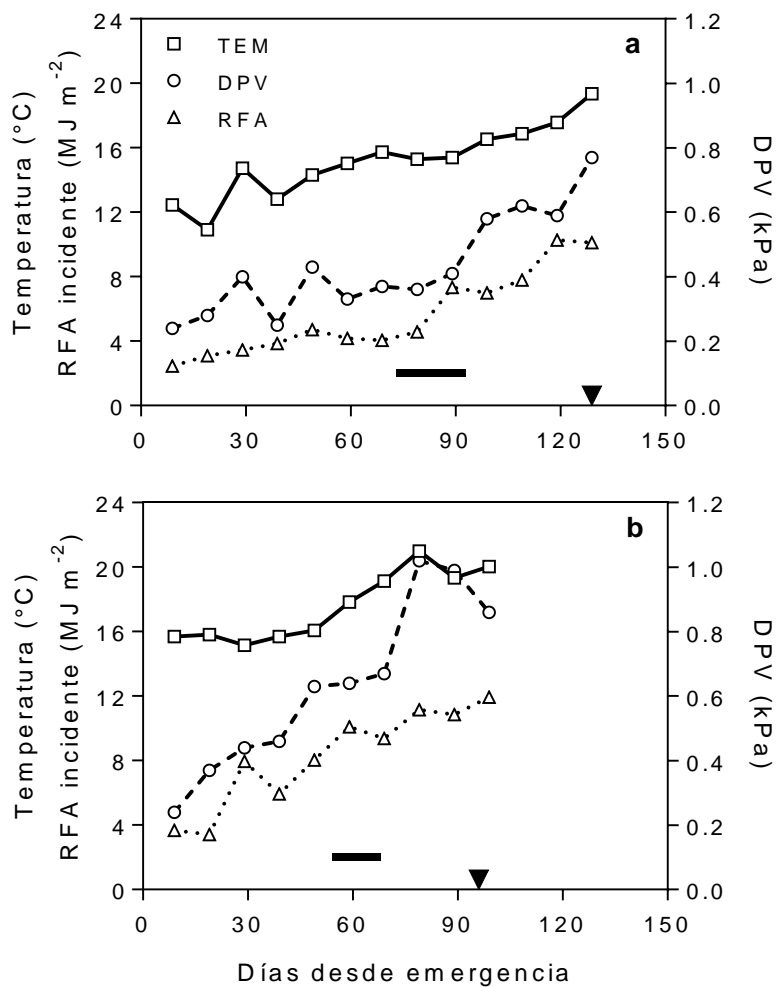 a
TEM
DPV
RFA
Temperatura (°C)
RFA incidente (MJ m⁻²)
24
20
16
12
8
4
0
1.2
1.0
0.8
0.6
0.4
0.2
0.0
DPV (kPa)
0 30 60 90 120 150
b
Temperatura (°C)
RFA incidente (MJ m⁻²)
24
20
16
12
8
4
0
1.2
1.0
0.8
0.6
0.4
0.2
0.0
DPV (kPa)
0 30 60 90 120 150
Días desde emergencia